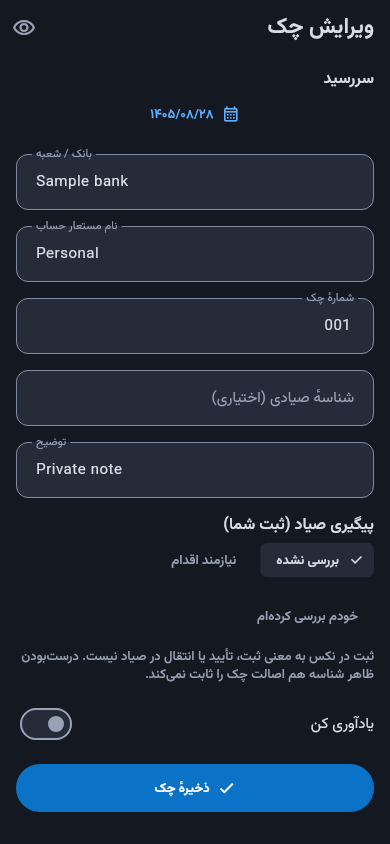 ویرایش چک
سررسید
۱۴۰۵/۰۸/۲۸
بانک / شعبه
Sample bank
نام مستعار حساب
Personal
شمارهٔ چک
001
شناسهٔ صیادی (اختیاری)
توضیح
Private note
پیگیری صیاد (ثبت شما)
بررسی نشده
نیازمند اقدام
خودم بررسی کرده‌ام
ثبت در نکس به معنی ثبت، تأیید یا انتقال در صیاد نیست. درست‌بودن
ظاهر شناسه هم اصالت چک را ثابت نمی‌کند.
یادآوری کن
ذخیرهٔ چک